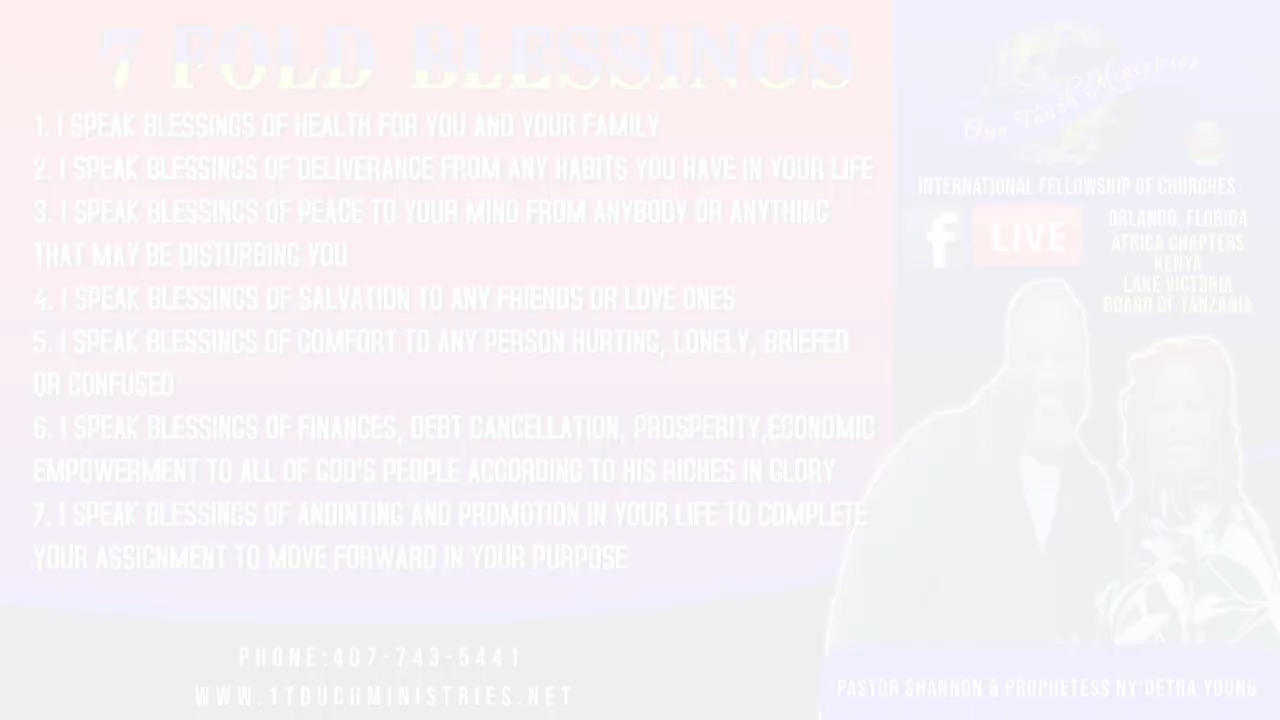 7 FOLD BLESSINGS
1. I SPEAK BLESSINGS OF HEALTH FOR YOU AND YOUR FAMILY
2. I SPEAK BLESSINGS OF DELIVERANCE FROM ANY HABITS YOU HAVE IN YOUR LIFE
3. I SPEAK BLESSINGS OF PEACE TO YOUR MIND FROM ANYBODY OR ANYTHING
THAT MAY BE DISTURBING YOU
4. I SPEAK BLESSINGS OF SALVATION TO ANY FRIENDS OR LOVE ONES
5. I SPEAK BLESSINGS OF COMFORT TO ANY PERSON HURTING, LONELY, BRIEFED
OR CONFUSED
6. I SPEAK BLESSINGS OF FINANCES, DEBT CANCELLATION, PROSPERITY,ECONOMIC
EMPOWERMENT TO ALL OF GOD'S PEOPLE ACCORDING TO HIS RICHES IN GLORY
7. I SPEAK BLESSINGS OF ANOINTING AND PROMOTION IN YOUR LIFE TO COMPLETE
YOUR ASSIGNMENT TO MOVE FORWARD IN YOUR PURPOSE
PHONE:407-743-5441
WWW.1TOUCHMINISTRIES.NET
One Touch Ministries
INTERNATIONAL FELLOWSHIP OF CHURCHES
f LIVE
ORLANDO, FLORIDA
AFRICA CHAPTERS
KENYA
LAKE VICTORIA
BOARD OF TANZANIA
PASTOR SHANNON & PROPHETESS NY'DETRA YOUNG